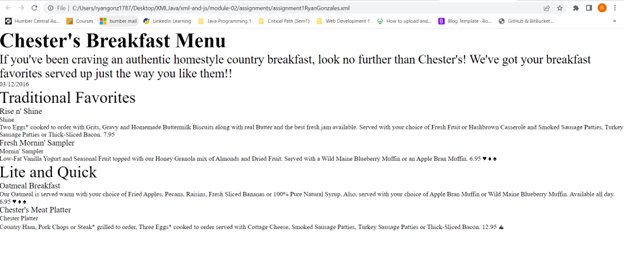 File | C:/Users/ryangonz1787/Desktop/XMLJava/xml-and-js/module-02/assignments/assignment1RyanGonzales.xml
Humber Central Au... Courses humber mail LinkedIn Learning Java Programming 1 Critical Path (Sem1) Web Development 1 How to upload and... Blog Template · Bo... GitHub & BitBucket...
Chester's Breakfast Menu
If you've been craving an authentic homestyle country breakfast, look no further than Chester's! We've got your breakfast
favorites served up just the way you like them!!
03/12/2016
Traditional Favorites
Rise n' Shine
Shine
Two Eggs* cooked to order with Grits, Gravy and Homemade Buttermilk Biscuits along with real Butter and the best fresh jam available. Served with your choice of Fresh Fruit or Hashbrown Casserole and Smoked Sausage Patties, Turkey
Sausage Patties or Thick-Sliced Bacon. 7.95
Fresh Mornin' Sampler
Mornin' Sampler
Low-Fat Vanilla Yogurt and Seasonal Fruit topped with our Honey Granola mix of Almonds and Dried Fruit. Served with a Wild Maine Blueberry Muffin or an Apple Bran Muffin. 6.95 ♥ ♦ ♣
Lite and Quick
Oatmeal Breakfast
Our Oatmeal is served warm with your choice of Fried Apples, Pecans, Raisins, Fresh Sliced Bananas or 100% Pure Natural Syrup. Also, served with your choice of Apple Bran Muffin or Wild Maine Blueberry Muffin. Available all day.
6.95 ♥ ♦ ♣
Chester's Meat Platter
Chester Platter
Country Ham, Pork Chops or Steak* grilled to order, Three Eggs* cooked to order served with Cottage Cheese, Smoked Sausage Patties, Turkey Sausage Patties or Thick-Sliced Bacon. 12.95